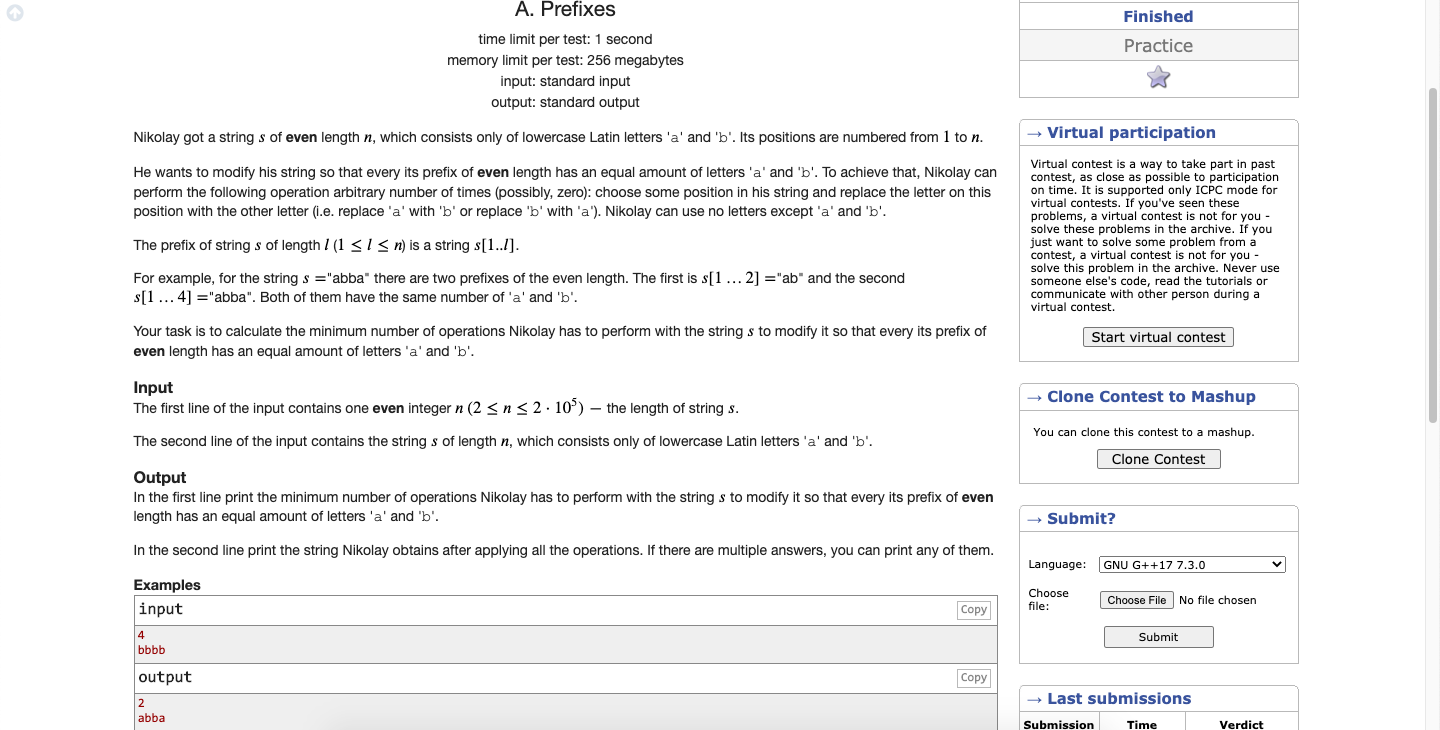 A. Prefixes
time limit per test: 1 second
memory limit per test: 256 megabytes
input: standard input
output: standard output
Nikolay got a string s of even length n, which consists only of lowercase Latin letters 'a' and 'b'. Its positions are numbered from 1 to n.
He wants to modify his string so that every its prefix of even length has an equal amount of letters 'a' and 'b'. To achieve that, Nikolay can
perform the following operation arbitrary number of times (possibly, zero): choose some position in his string and replace the letter on this
position with the other letter (i.e. replace 'a' with 'b' or replace 'b' with 'a'). Nikolay can use no letters except 'a' and 'b'.
The prefix of string s of length l (1 ≤ l ≤ n) is a string s[1..l].
For example, for the string s ="abba" there are two prefixes of the even length. The first is s[1 … 2] ="ab" and the second
s[1 … 4] ="abba". Both of them have the same number of 'a' and 'b'.
Your task is to calculate the minimum number of operations Nikolay has to perform with the string s to modify it so that every its prefix of
even length has an equal amount of letters 'a' and 'b'.
Input
The first line of the input contains one even integer n (2 ≤ n ≤ 2 · 10⁵) — the length of string s.
The second line of the input contains the string s of length n, which consists only of lowercase Latin letters 'a' and 'b'.
Output
In the first line print the minimum number of operations Nikolay has to perform with the string s to modify it so that every its prefix of even
length has an equal amount of letters 'a' and 'b'.
In the second line print the string Nikolay obtains after applying all the operations. If there are multiple answers, you can print any of them.
Examples
input
Copy
4
bbbb
output
Copy
2
abba
Finished
Practice
→ Virtual participation
Virtual contest is a way to take part in past
contest, as close as possible to participation
on time. It is supported only ICPC mode for
virtual contests. If you've seen these
problems, a virtual contest is not for you -
solve these problems in the archive. If you
just want to solve some problem from a
contest, a virtual contest is not for you -
solve this problem in the archive. Never use
someone else's code, read the tutorials or
communicate with other person during a
virtual contest.
Start virtual contest
→ Clone Contest to Mashup
You can clone this contest to a mashup.
Clone Contest
→ Submit?
Language: GNU G++17 7.3.0
Choose
file:
Choose File No file chosen
Submit
→ Last submissions
Submission Time Verdict